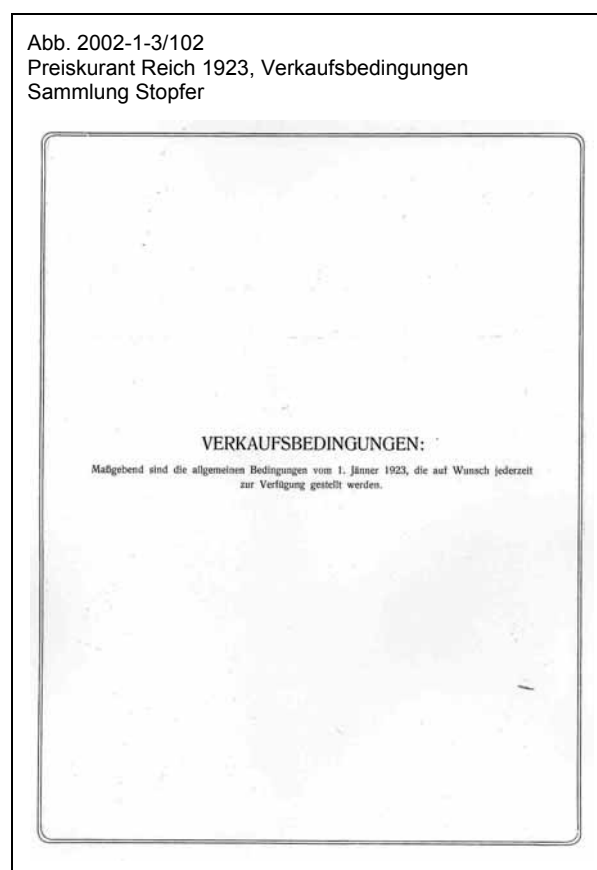 Abb. 2002-1-3/102
Preiskurant Reich 1923, Verkaufsbedingungen
Sammlung Stopfer
VERKAUFSBEDINGUNGEN:
Maßgebend sind die allgemeinen Bedingungen vom 1. Jänner 1923, die auf Wunsch jederzeit
zur Verfügung gestellt werden.